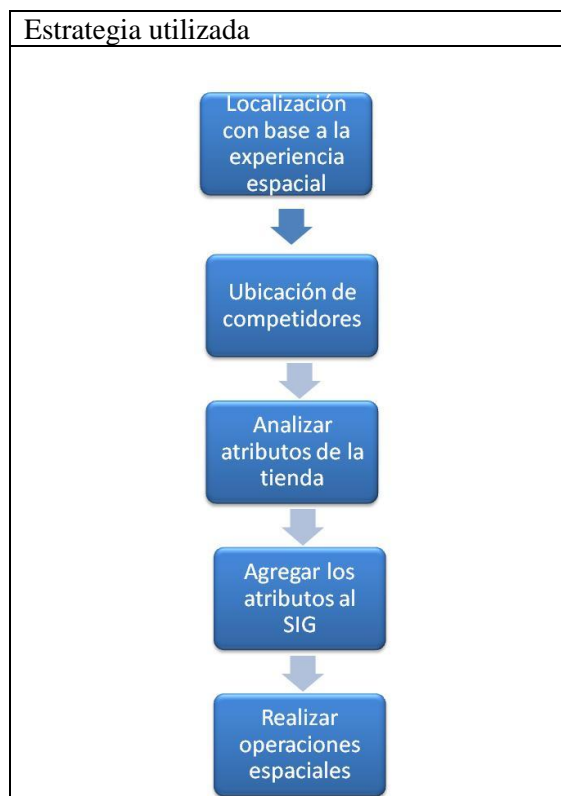 Estrategia utilizada
Localización
con base a la
experiencia
espacial
Ubicación de
competidores
Analizar
atributos de la
tienda
Agregar los
atributos al
SIG
Realizar
operaciones
espaciales